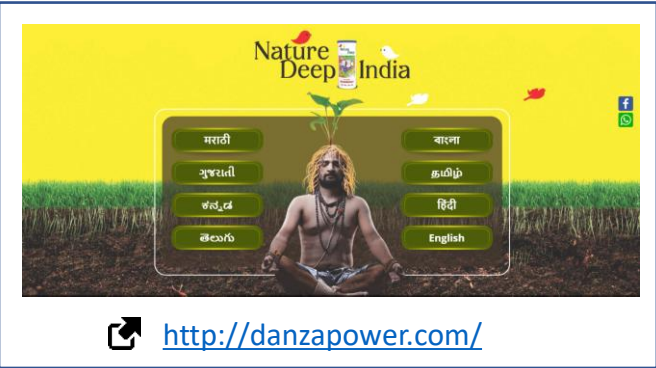 Nature
Deep India
मराठी
ગુજરાતી
ಕನ್ನಡ
తెలుగు
বাংলা
தமிழ்
हिंदी
English
http://danzapower.com/